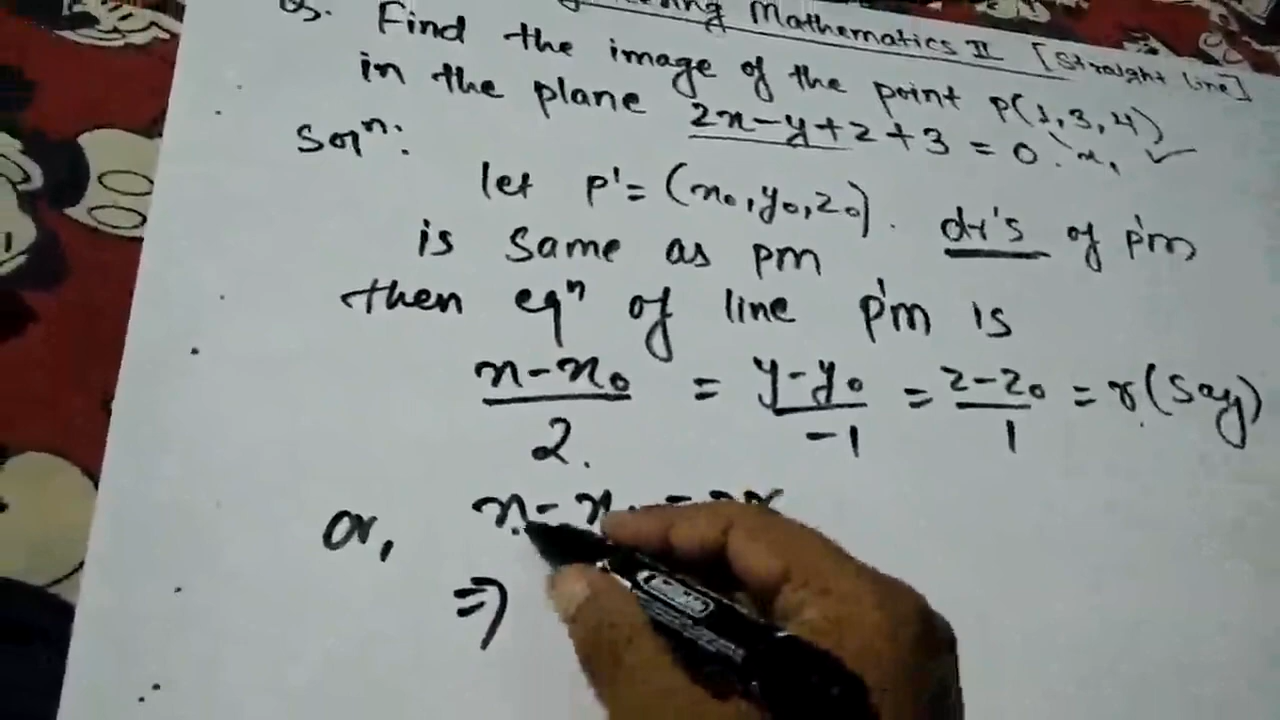 Mathematics II [Straight line]
Q. Find the image of the point P(1,3,4)
in the plane 2x-y+z+3=0.
Solⁿ:
let p'=(x₀,y₀,z₀). dr's of p'm
is same as pm
then eqⁿ of line p'm is
x-x₀/2 = y-y₀/-1 = z-z₀/1 = r(Say)
or, x-x
⇒